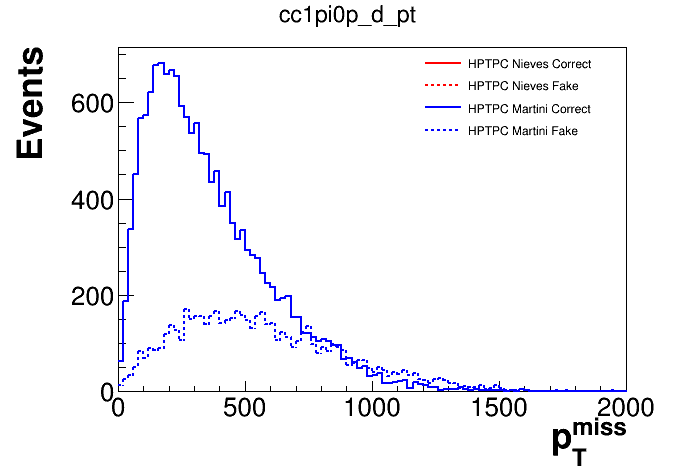 cc1pi0p_d_pt
Events
HPTPC Nieves Correct
HPTPC Nieves Fake
HPTPC Martini Correct
HPTPC Martini Fake
600
400
200
0
0 500 1000 1500 2000
p_T^miss